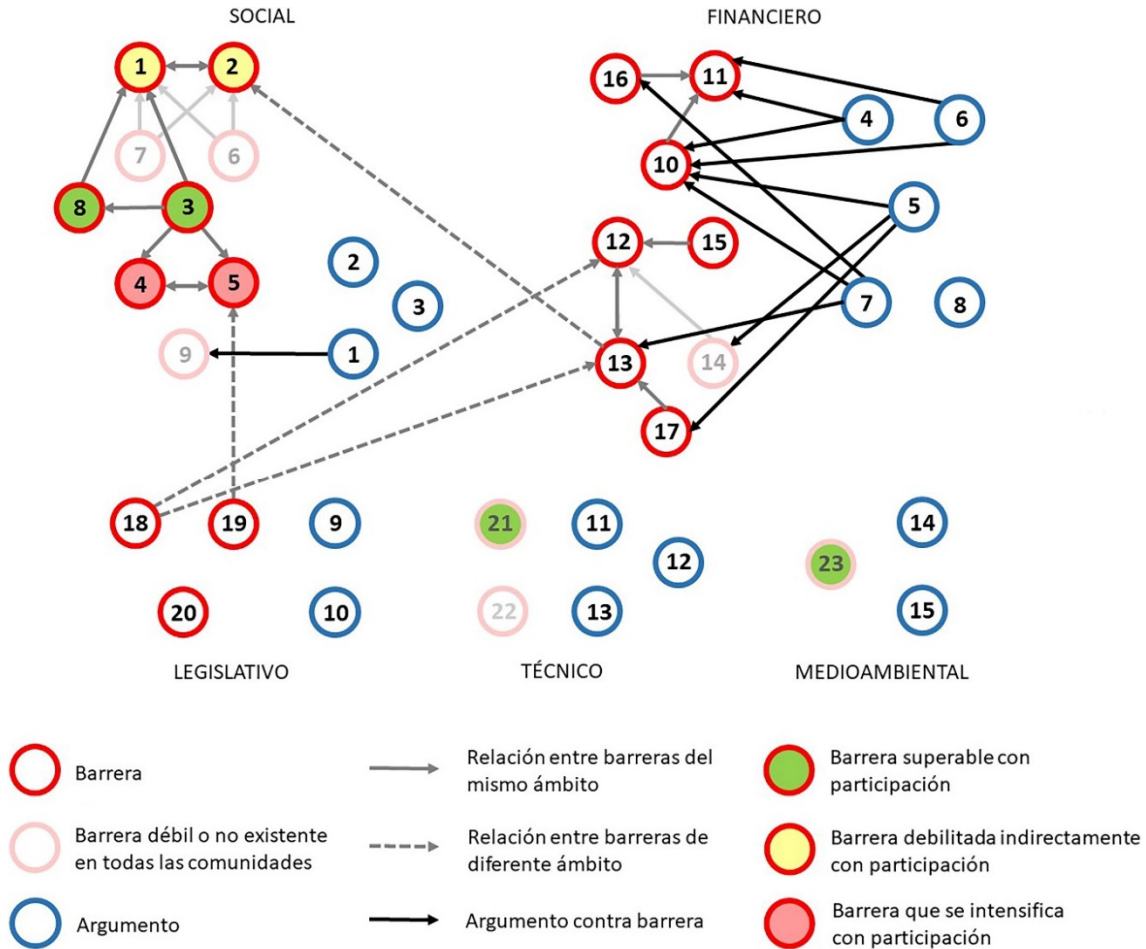 SOCIAL
FINANCIERO
1
2
7
6
8
3
4
5
9
2
3
1
16
11
4
6
10
5
12
15
7
8
13
14
17
18
19
9
20
10
21
11
12
22
13
14
23
15
LEGISLATIVO
TÉCNICO
MEDIOAMBIENTAL
Barrera
Relación entre barreras del
mismo ámbito
Barrera superable con
participación
Barrera débil o no existente
en todas las comunidades
Relación entre barreras de
diferente ámbito
Barrera debilitada indirectamente
con participación
Argumento
Argumento contra barrera
Barrera que se intensifica
con participación